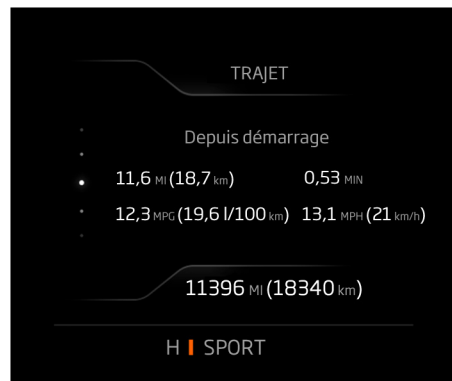 TRAJET
Depuis démarrage
11,6 MI (18,7 km) 0,53 MIN
12,3 MPG (19,6 l/100 km) 13,1 MPH (21 km/h)
11396 MI (18340 km)
H SPORT